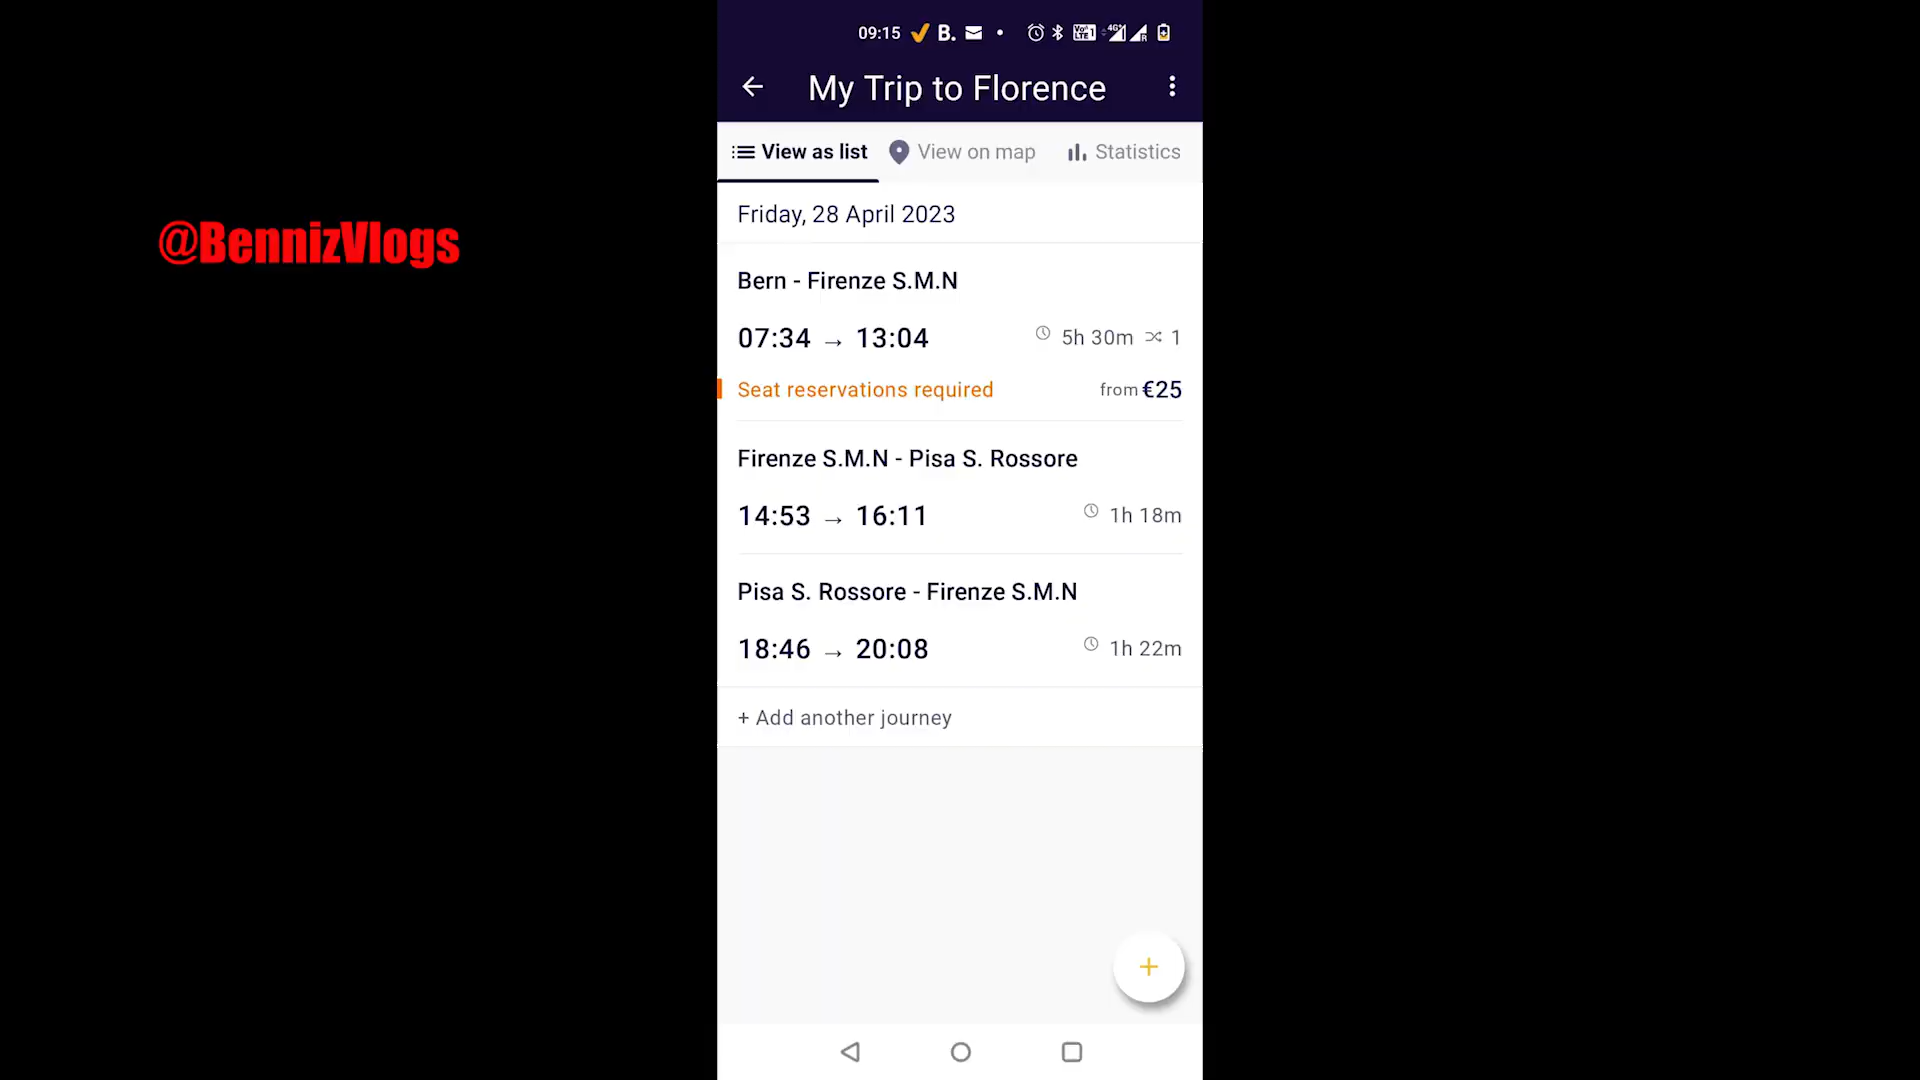 09:15 B.
My Trip to Florence
View as list View on map Statistics
Friday, 28 April 2023
@BennizVlogs
Bern - Firenze S.M.N
07:34 → 13:04 5h 30m 1
Seat reservations required from €25
Firenze S.M.N - Pisa S. Rossore
14:53 → 16:11 1h 18m
Pisa S. Rossore - Firenze S.M.N
18:46 → 20:08 1h 22m
+ Add another journey
+